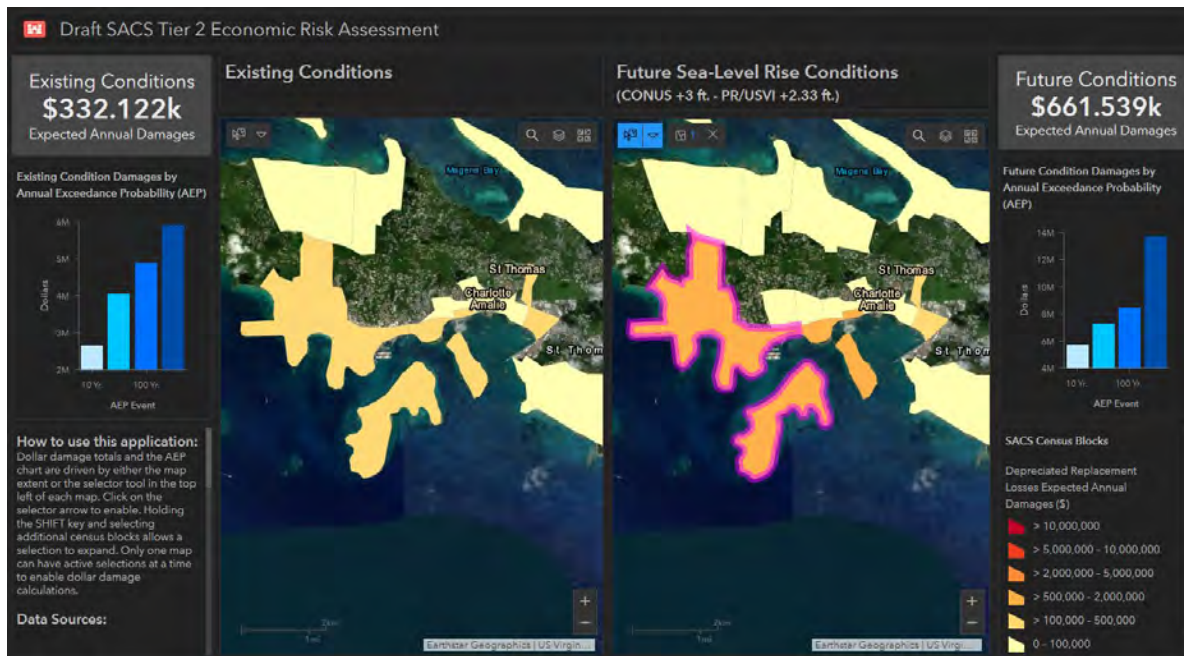 Draft SACS Tier 2 Economic Risk Assessment
Existing Conditions
$332.122k
Expected Annual Damages
Existing Condition Damages by
Annual Exceedance Probability (AEP)
6M
5M
4M
3M
2M
Dollars
10 Yr.
100 Yr.
AEP Event
How to use this application:
Dollar damage totals and the AEP
chart are driven by either the map
extent or the selector tool in the top
left of each map. Click on the
selector arrow to enable. Holding
the SHIFT key and selecting
additional census blocks allows a
selection to expand. Only one map
can have active selections at a time
to enable dollar damage
calculations.
Data Sources:
Existing Conditions
Magens Bay
St Thomas
Charlotte
Amalie
St Thom
2km
1mi
Earthstar Geographics | US Virgin...
Future Sea-Level Rise Conditions
(CONUS +3 ft. - PR/USVI +2.33 ft.)
1
Magens Bay
St Thomas
Charlotte
Amalie
St Thom
2km
1mi
Earthstar Geographics | US Virgi...
Future Conditions
$661.539k
Expected Annual Damages
Future Condition Damages by
Annual Exceedance Probability
(AEP)
14M
12M
10M
8M
6M
4M
Dollars
10 Yr.
100 Yr.
AEP Event
SACS Census Blocks
Depreciated Replacement
Losses Expected Annual
Damages ($)
> 10,000,000
> 5,000,000 - 10,000,000
> 2,000,000 - 5,000,000
> 500,000 - 2,000,000
> 100,000 - 500,000
0 - 100,000